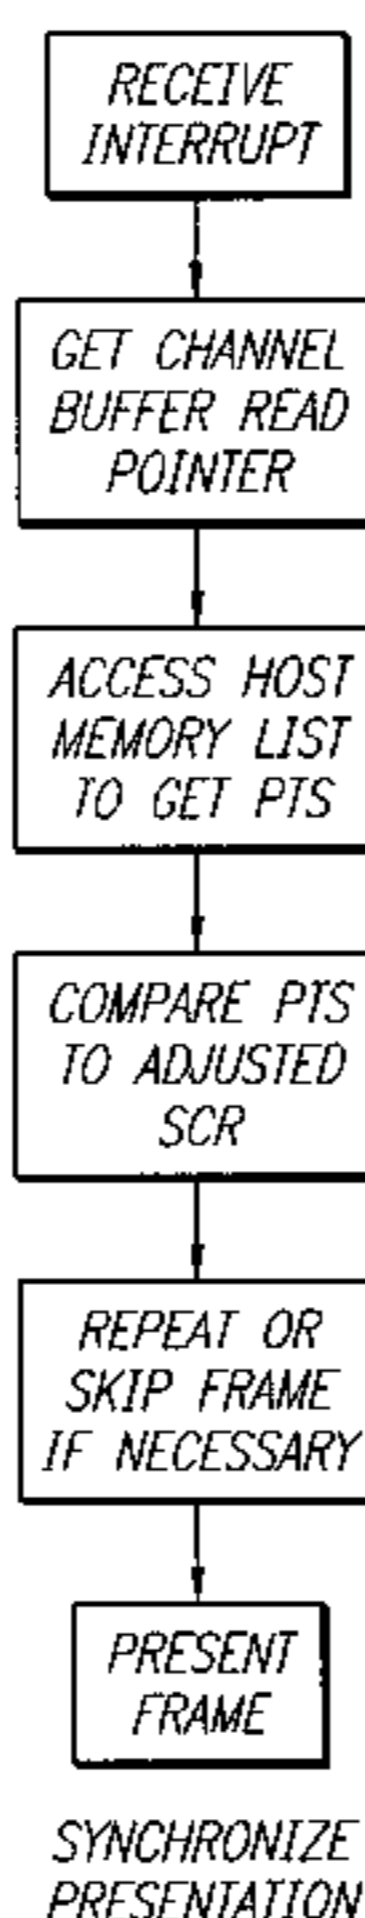 RECEIVE
INTERRUPT
GET CHANNEL
BUFFER READ
POINTER
ACCESS HOST
MEMORY LIST
TO GET PTS
COMPARE PTS
TO ADJUSTED
SCR
REPEAT OR
SKIP FRAME
IF NECESSARY
PRESENT
FRAME
SYNCHRONIZE
PRESENTATION